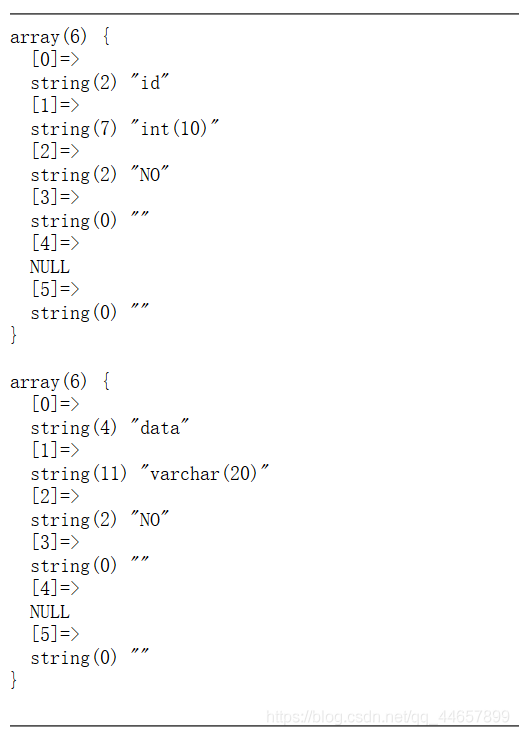 array(6) {
  [0]=>
  string(2) "id"
  [1]=>
  string(7) "int(10)"
  [2]=>
  string(2) "NO"
  [3]=>
  string(0) ""
  [4]=>
  NULL
  [5]=>
  string(0) ""
}
array(6) {
  [0]=>
  string(4) "data"
  [1]=>
  string(11) "varchar(20)"
  [2]=>
  string(2) "NO"
  [3]=>
  string(0) ""
  [4]=>
  NULL
  [5]=>
  string(0) ""
}
https://blog.csdn.net/qq_44657899